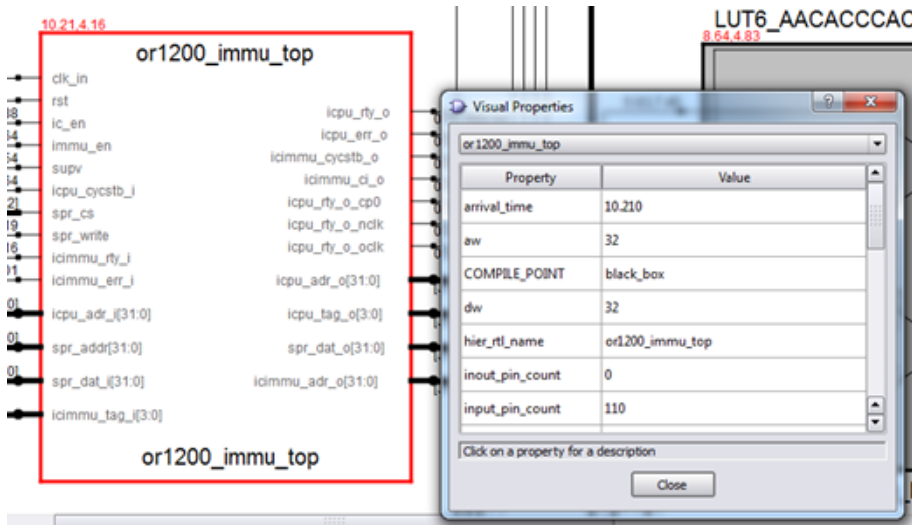 10.21,4.16
or1200_immu_top
clk_in
rst
ic_en
immu_en
supv
icpu_cycstb_i
spr_cs
spr_write
icimmu_rty_i
icimmu_err_i
icpu_adr_i[31:0]
spr_addr[31:0]
spr_dat_i[31:0]
icimmu_tag_i[3:0]
icpu_rty_o
icpu_err_o
icimmu_cycstb_o
icimmu_ci_o
icpu_rty_o_cp0
icpu_rty_o_nclk
icpu_rty_o_oclk
icpu_adr_o[31:0]
icpu_tag_o[3:0]
spr_dat_o[31:0]
icimmu_adr_o[31:0]
or1200_immu_top
LUT6_AACACCCAC
8.64,4.83
Visual Properties
or1200_immu_top
Property Value
arrival_time 10.210
aw 32
COMPILE_POINT black_box
dw 32
hier_rtl_name or1200_immu_top
inout_pin_count 0
input_pin_count 110
Click on a property for a description
Close